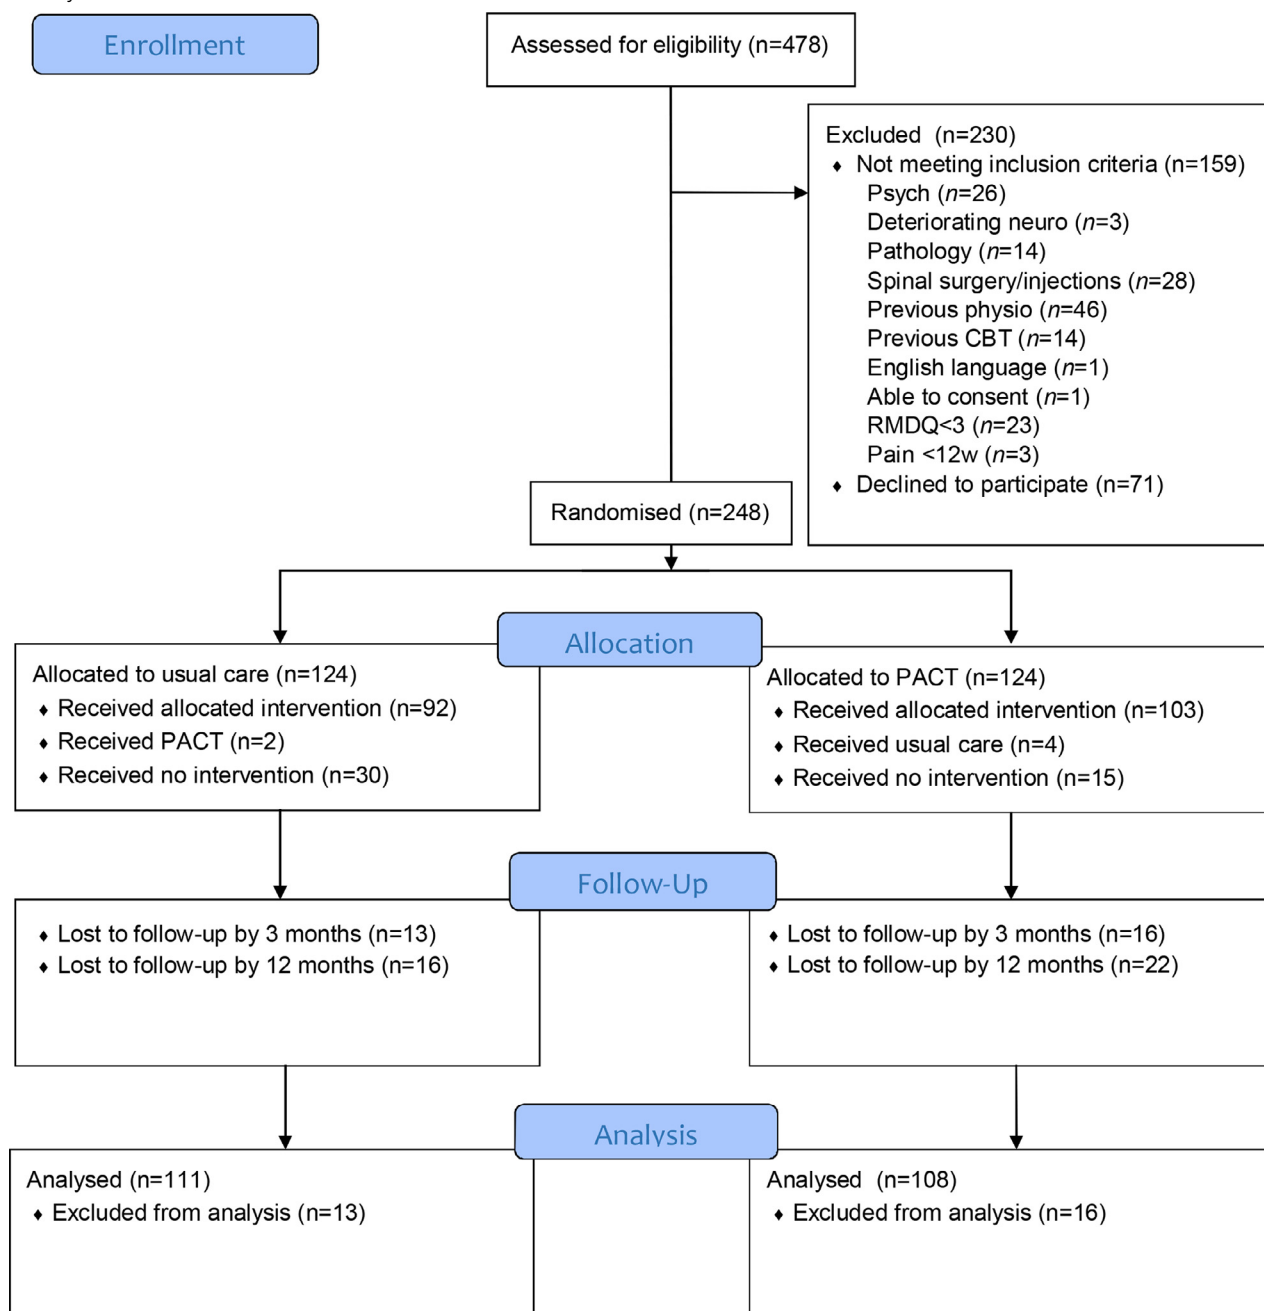 Enrollment
Assessed for eligibility (n=478)
Excluded (n=230)
♦ Not meeting inclusion criteria (n=159)
Psych (n=26)
Deteriorating neuro (n=3)
Pathology (n=14)
Spinal surgery/injections (n=28)
Previous physio (n=46)
Previous CBT (n=14)
English language (n=1)
Able to consent (n=1)
RMDQ<3 (n=23)
Pain <12w (n=3)
♦ Declined to participate (n=71)
Randomised (n=248)
Allocation
Allocated to usual care (n=124)
♦ Received allocated intervention (n=92)
♦ Received PACT (n=2)
♦ Received no intervention (n=30)
Allocated to PACT (n=124)
♦ Received allocated intervention (n=103)
♦ Received usual care (n=4)
♦ Received no intervention (n=15)
Follow-Up
♦ Lost to follow-up by 3 months (n=13)
♦ Lost to follow-up by 12 months (n=16)
♦ Lost to follow-up by 3 months (n=16)
♦ Lost to follow-up by 12 months (n=22)
Analysis
Analysed (n=111)
♦ Excluded from analysis (n=13)
Analysed (n=108)
♦ Excluded from analysis (n=16)